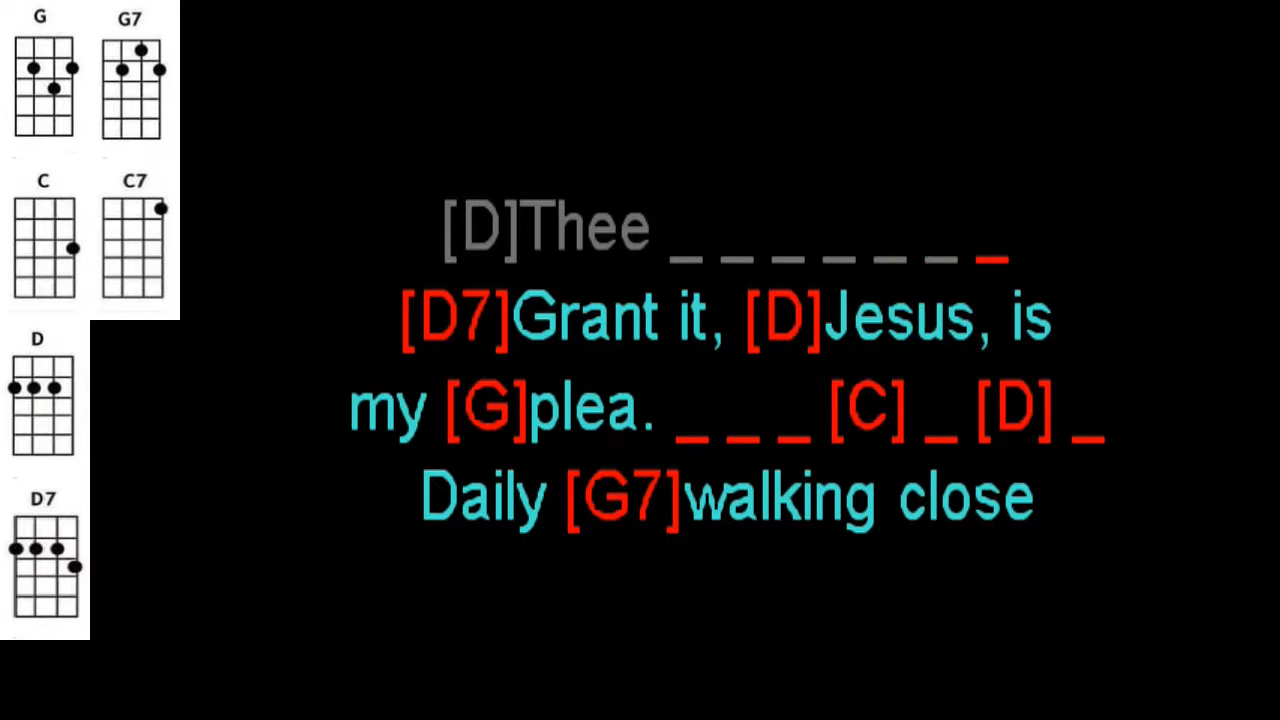 G G7
C C7
D
D7
[D]Thee _ _ _ _ _ _ _
[D7]Grant it, [D]Jesus, is
my [G]plea. _ _ _ [C] _ [D] _
Daily [G7]walking close